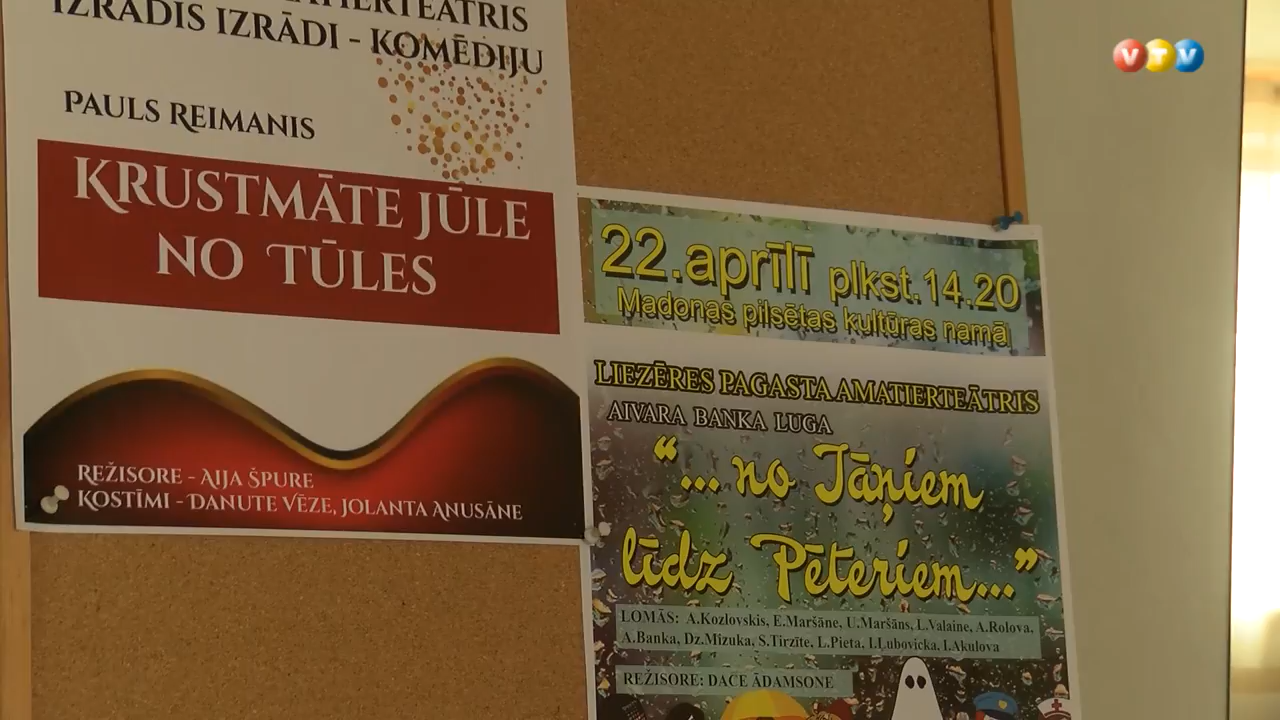 IZRĀDĪS IZRĀDI - KOMĒDIJU
PAULS REIMANIS
KRUSTMĀTE JŪLE
NO TŪLES
REŽISORE - AIJA ŠPURE
KOSTĪMI - DANUTE VĒZE, JOLANTA ANUSĀNE
VTV
22.aprīlī plkst.14.20
Madonas pilsētas kultūras namā
LIEZĒRES PAGASTA AMATIERTEĀTRIS
AIVARA BANKA LUGA
“... no Jāņiem
līdz Pēteriem...”
LOMĀS: A.Kozlovskis, E.Maršāne, U.Maršāns, L.Valaine, A.Rolova,
A.Banka, Dz.Mizuka, S.Tirzīte, L.Pieta, I.Ļubovicka, I.Akulova
REŽISORE: DACE ĀDAMSONE